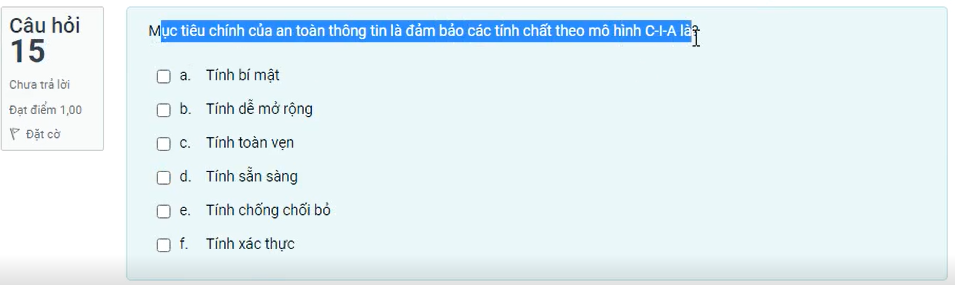 Câu hỏi
15
Chưa trả lời
Đạt điểm 1,00
Đặt cờ
Mục tiêu chính của an toàn thông tin là đảm bảo các tính chất theo mô hình C-I-A là?
a. Tính bí mật
b. Tính dễ mở rộng
c. Tính toàn vẹn
d. Tính sẵn sàng
e. Tính chống chối bỏ
f. Tính xác thực